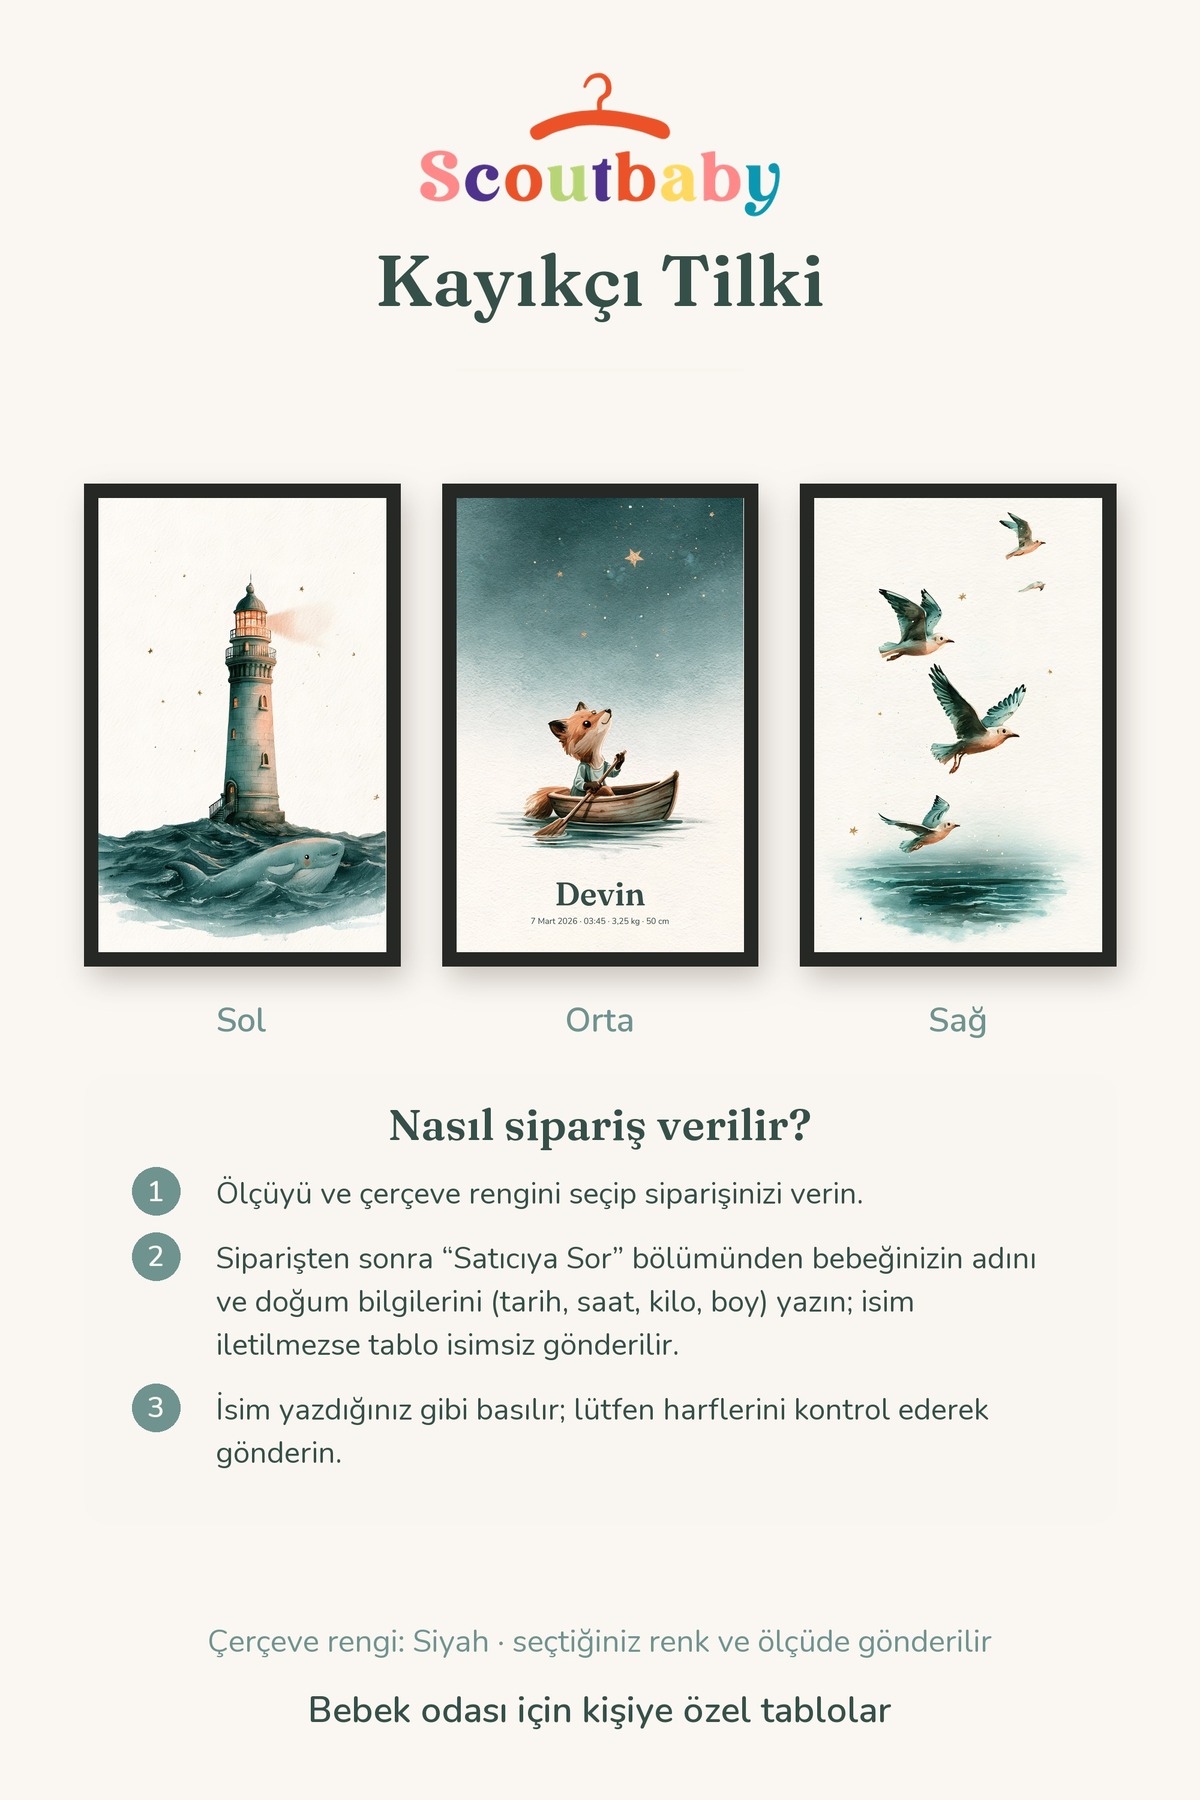 Scoutbaby
Kayıkçı Tilki
Devin
7 Mart 2026 · 03:45 · 3,25 kg · 50 cm
Sol
Orta
Sağ
Nasıl sipariş verilir?
1 Ölçüyü ve çerçeve rengini seçip siparişinizi verin.
2 Siparişten sonra “Satıcıya Sor” bölümünden bebeğinizin adını
ve doğum bilgilerini (tarih, saat, kilo, boy) yazın; isim
iletilmezse tablo isimsiz gönderilir.
3 İsim yazdığınız gibi basılır; lütfen harflerini kontrol ederek
gönderin.
Çerçeve rengi: Siyah · seçtiğiniz renk ve ölçüde gönderilir
Bebek odası için kişiye özel tablolar